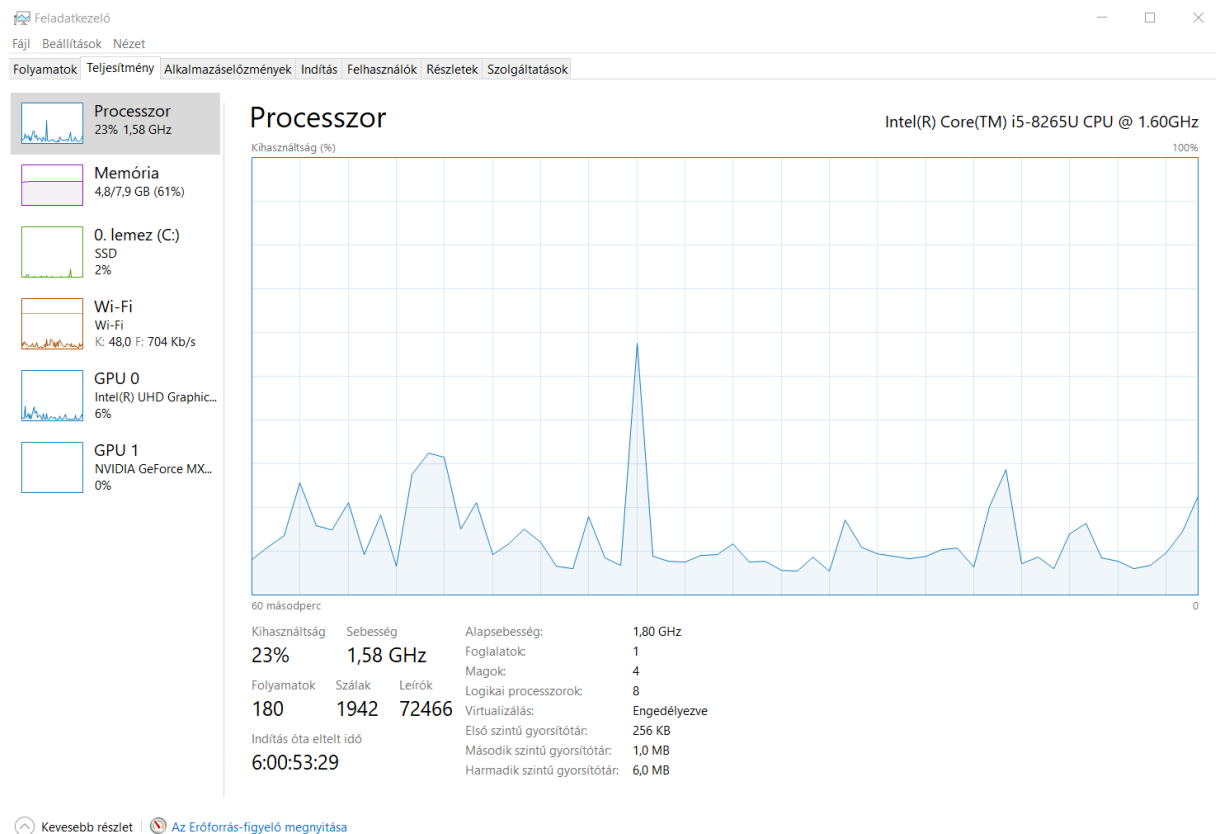 Feladatkezelő
Fájl Beállítások Nézet
Folyamatok Teljesítmény Alkalmazáselőzmények Indítás Felhasználók Részletek Szolgáltatások
Processzor
23% 1,58 GHz
Memória
4,8/7,9 GB (61%)
0. lemez (C:)
SSD
2%
Wi-Fi
Wi-Fi
K: 48,0 F: 704 Kb/s
GPU 0
Intel(R) UHD Graphic...
6%
GPU 1
NVIDIA GeForce MX...
0%
Processzor
Intel(R) Core(TM) i5-8265U CPU @ 1.60GHz
Kihasználtság (%) 100%
60 másodperc 0
Kihasználtság Sebesség
23% 1,58 GHz
Folyamatok Szálak Leírók
180 1942 72466
Indítás óta eltelt idő
6:00:53:29
Alapsebesség: 1,80 GHz
Foglalatok: 1
Magok: 4
Logikai processzorok: 8
Virtualizálás: Engedélyezve
Első szintű gyorsítótár: 256 KB
Második szintű gyorsítótár: 1,0 MB
Harmadik szintű gyorsítótár: 6,0 MB
Kevesebb részlet Az Erőforrás-figyelő megnyitása